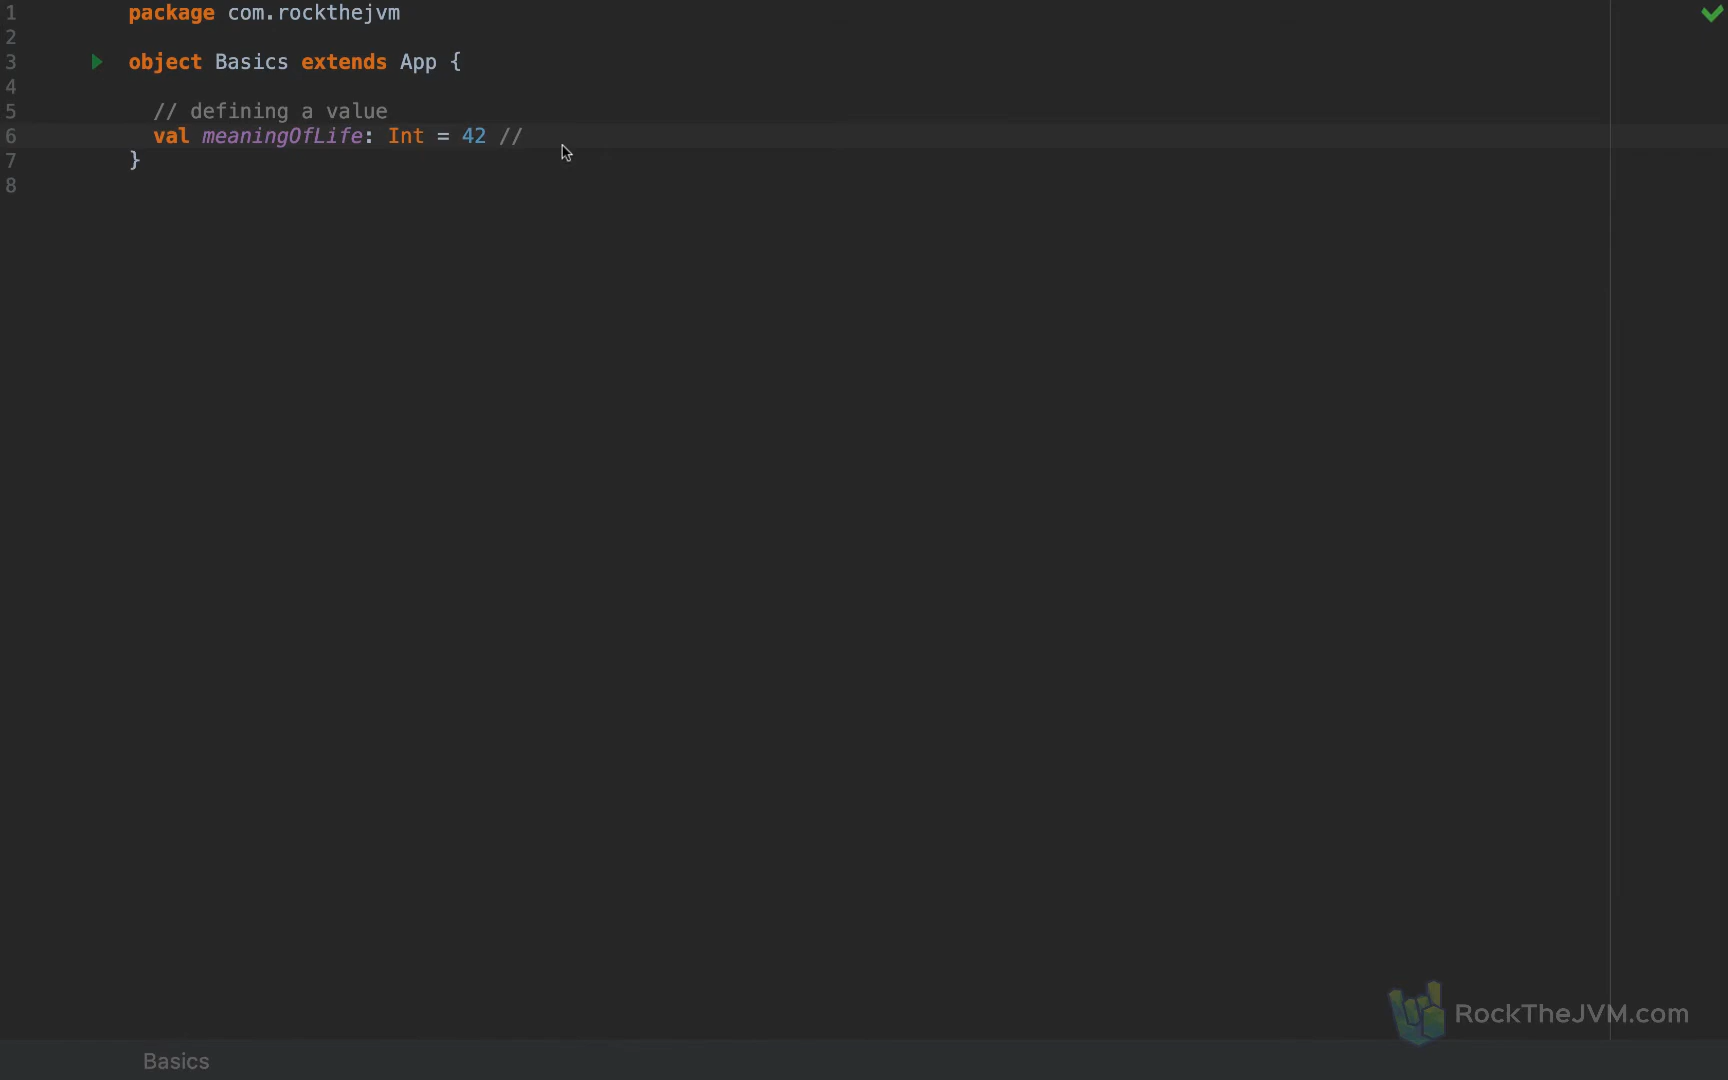 1 package com.rockthejvm
2
3 object Basics extends App {
4
5 // defining a value
6 val meaningOfLife: Int = 42 //
7 }
8
RockTheJVM.com
Basics